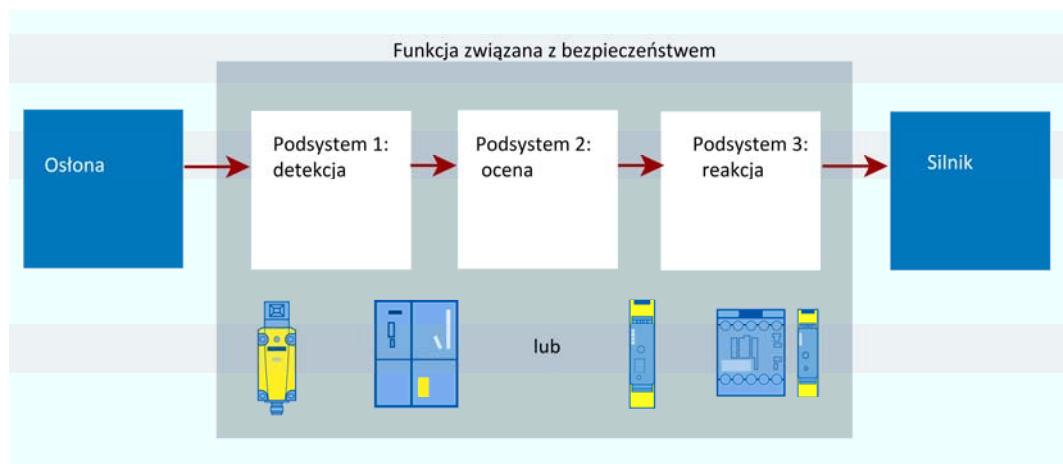 Funkcja związana z bezpieczeństwem
Osłona
Podsystem 1:
detekcja
Podsystem 2:
ocena
Podsystem 3:
reakcja
Silnik
lub